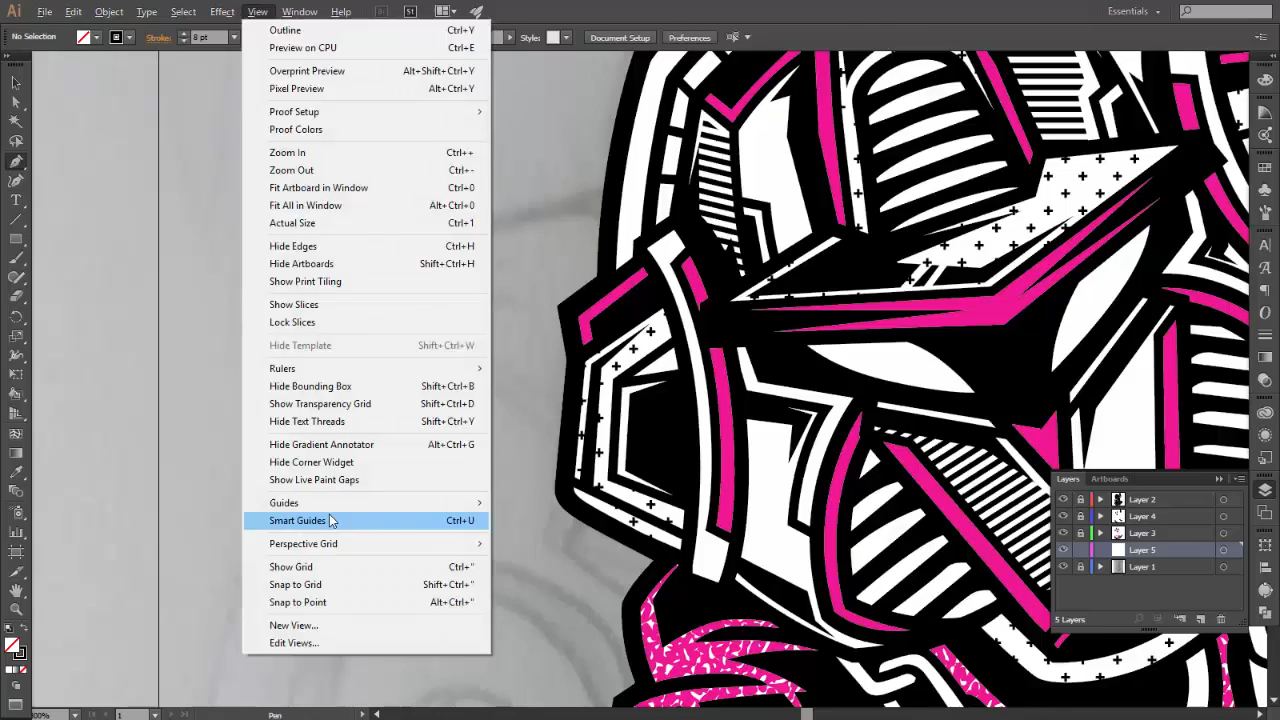 Ai File Edit Object Type Select Effect View Window Help Br St Essentials
No Selection Stroke: 8 pt Styles: Document Setup Preferences
Outline Ctrl+Y
Preview on CPU Ctrl+E
Overprint Preview Alt+Shift+Ctrl+Y
Pixel Preview Alt+Ctrl+Y
Proof Setup
Proof Colors
Zoom In Ctrl++
Zoom Out Ctrl+-
Fit Artboard in Window Ctrl+0
Fit All in Window Alt+Ctrl+0
Actual Size Ctrl+1
Hide Edges Ctrl+H
Hide Artboards Shift+Ctrl+H
Show Print Tiling
Show Slices
Lock Slices
Hide Template Shift+Ctrl+W
Rulers
Hide Bounding Box Shift+Ctrl+B
Show Transparency Grid Shift+Ctrl+D
Hide Text Threads Shift+Ctrl+Y
Hide Gradient Annotator Alt+Ctrl+G
Hide Corner Widget
Show Live Paint Gaps
Guides
Smart Guides Ctrl+U
Perspective Grid
Show Grid Ctrl+"
Snap to Grid Shift+Ctrl+"
Snap to Point Alt+Ctrl+"
New View...
Edit Views...
Layers Artboards
Layer 2
Layer 4
Layer 3
Layer 5
Layer 1
5 Layers
1 Pen